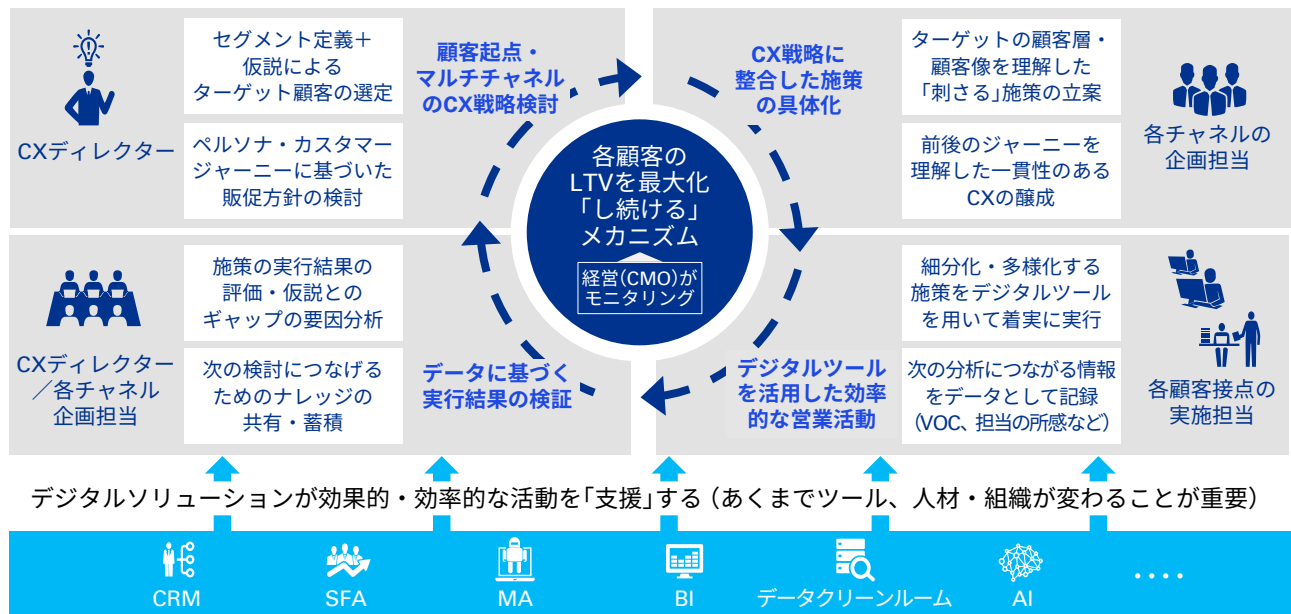 CXディレクター
セグメント定義＋
仮説による
ターゲット顧客の選定
ペルソナ・カスタマー
ジャーニーに基づいた
販促方針の検討
顧客起点・
マルチチャネル
のCX戦略検討
CX戦略に
整合した施策
の具体化
ターゲットの顧客層・
顧客像を理解した
「刺さる」施策の立案
前後のジャーニーを
理解した一貫性のある
CXの醸成
各チャネルの
企画担当
各顧客の
LTVを最大化
「し続ける」
メカニズム
経営（CMO）が
モニタリング
CXディレクター
／各チャネル
企画担当
施策の実行結果の
評価・仮説との
ギャップの要因分析
次の検討につなげる
ためのナレッジの
共有・蓄積
データに基づく
実行結果の検証
デジタルツール
を活用した効率
的な営業活動
細分化・多様化する
施策をデジタルツール
を用いて着実に実行
次の分析につながる情報
をデータとして記録
（VOC、担当の所感など）
各顧客接点の
実施担当
デジタルソリューションが効果的・効率的な活動を「支援」する（あくまでツール、人材・組織が変わることが重要）
CRM
SFA
MA
BI
データクリーンルーム
AI
････